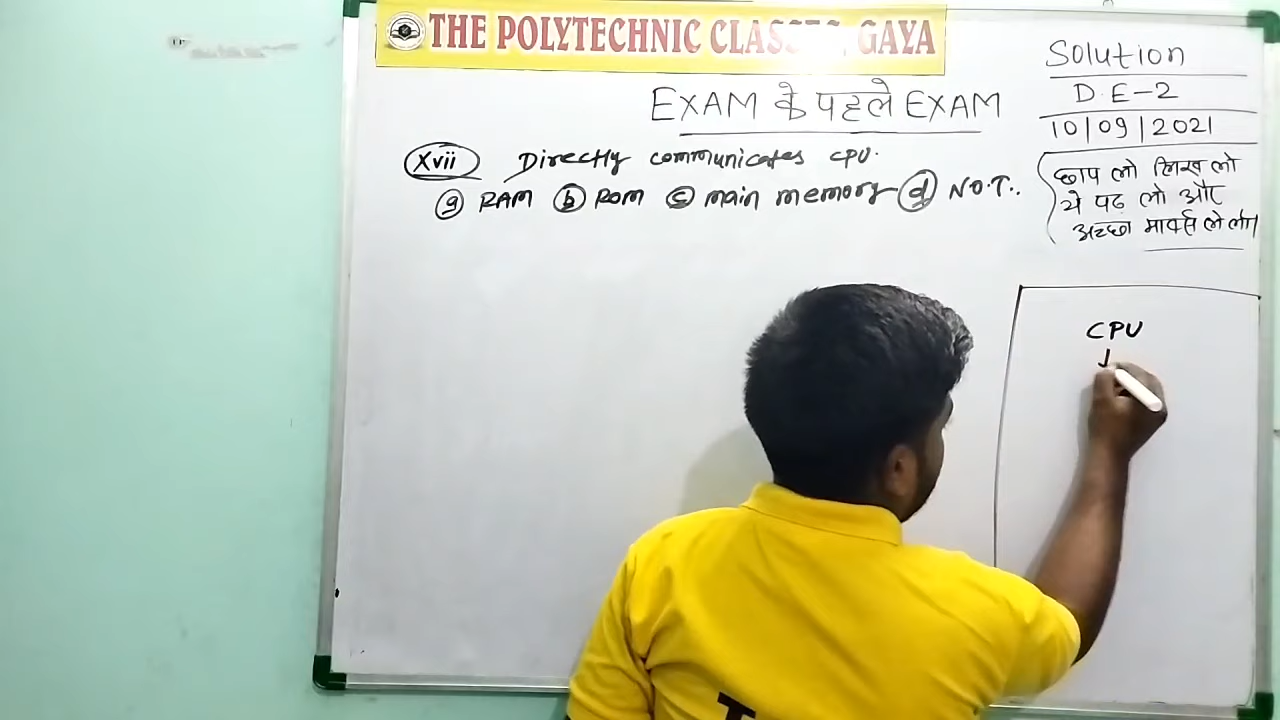 THE POLYTECHNIC CLASSES, GAYA
EXAM के पहले EXAM
Solution
D.E-2
10/09/2021
छाप लो लिख लो
ये पढ़ लो और
अच्छा मार्क्स ले लो।
Xvii Directly communicates CPU.
a RAM b ROM c main memory d N.O.T..
CPU
T